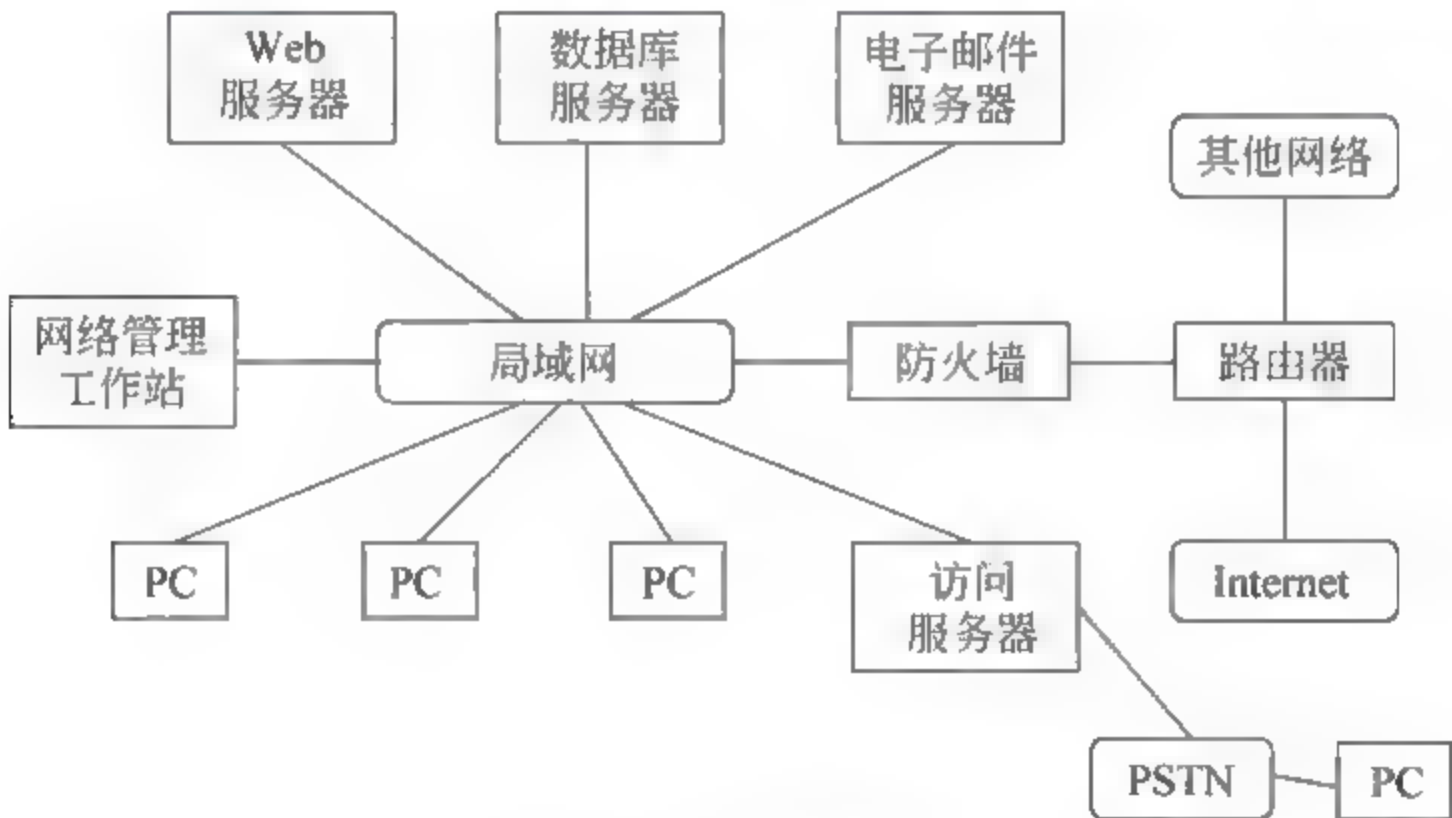 Web
服务器
数据库
服务器
电子邮件
服务器
其他网络
网络管理
工作站
局域网
防火墙
路由器
PC
PC
PC
访问
服务器
Internet
PSTN
PC